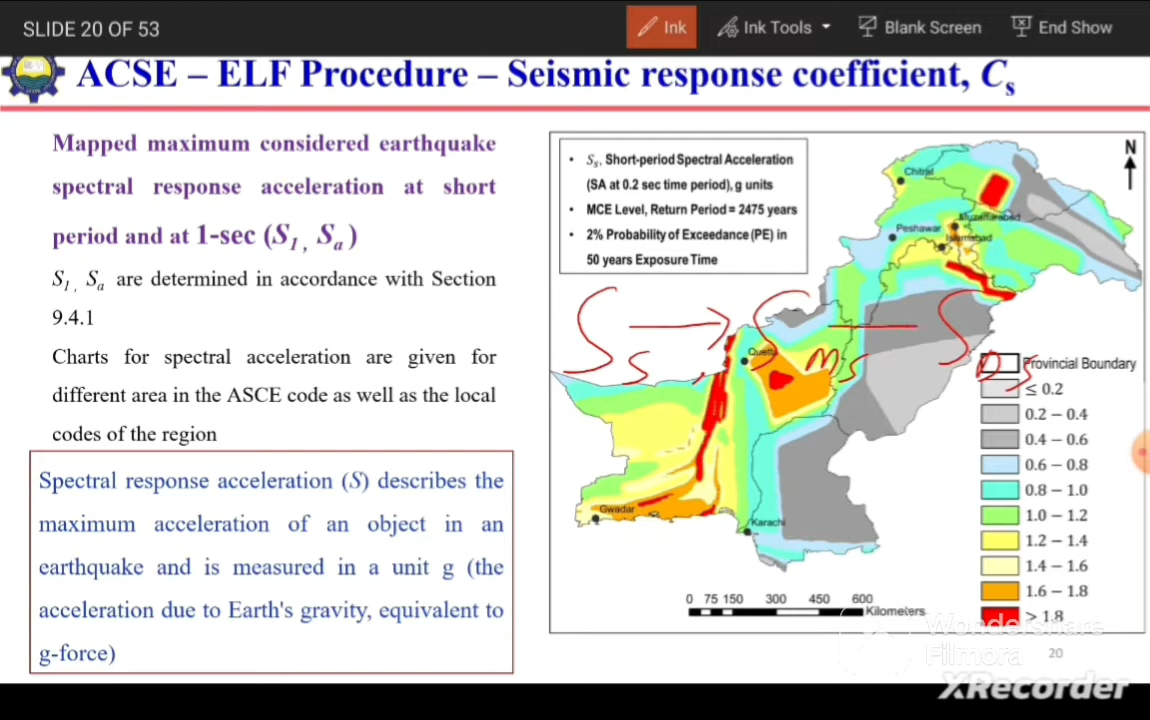 SLIDE 20 OF 53
Ink
Ink Tools
Blank Screen
End Show
ACSE – ELF Procedure – Seismic response coefficient, Cs
Mapped maximum considered earthquake
spectral response acceleration at short
period and at 1-sec (S1, Sa)
S1, Sa are determined in accordance with Section
9.4.1
Charts for spectral acceleration are given for
different area in the ASCE code as well as the local
codes of the region
Spectral response acceleration (S) describes the
maximum acceleration of an object in an
earthquake and is measured in a unit g (the
acceleration due to Earth's gravity, equivalent to
g-force)
• Ss, Short-period Spectral Acceleration
(SA at 0.2 sec time period), g units
• MCE Level, Return Period = 2475 years
• 2% Probability of Exceedance (PE) in
50 years Exposure Time
N
Chitral
Muzaffarabad
Peshawar
Islamabad
Ss → SMs — SDs
Quetta
Gwadar
Karachi
Provincial Boundary
≤ 0.2
0.2 – 0.4
0.4 – 0.6
0.6 – 0.8
0.8 – 1.0
1.0 – 1.2
1.2 – 1.4
1.4 – 1.6
1.6 – 1.8
> 1.8
0 75 150 300 450 600
Kilometers
Wondershare
Filmora
20
XRecorder